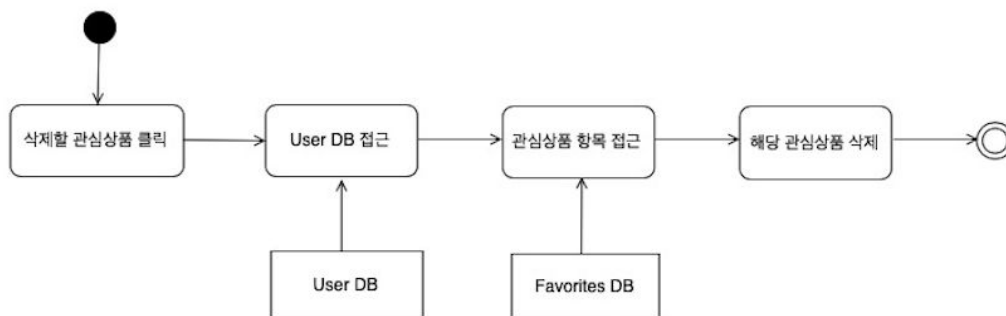 삭제할 관심상품 클릭
User DB 접근
관심상품 항목 접근
해당 관심상품 삭제
User DB
Favorites DB